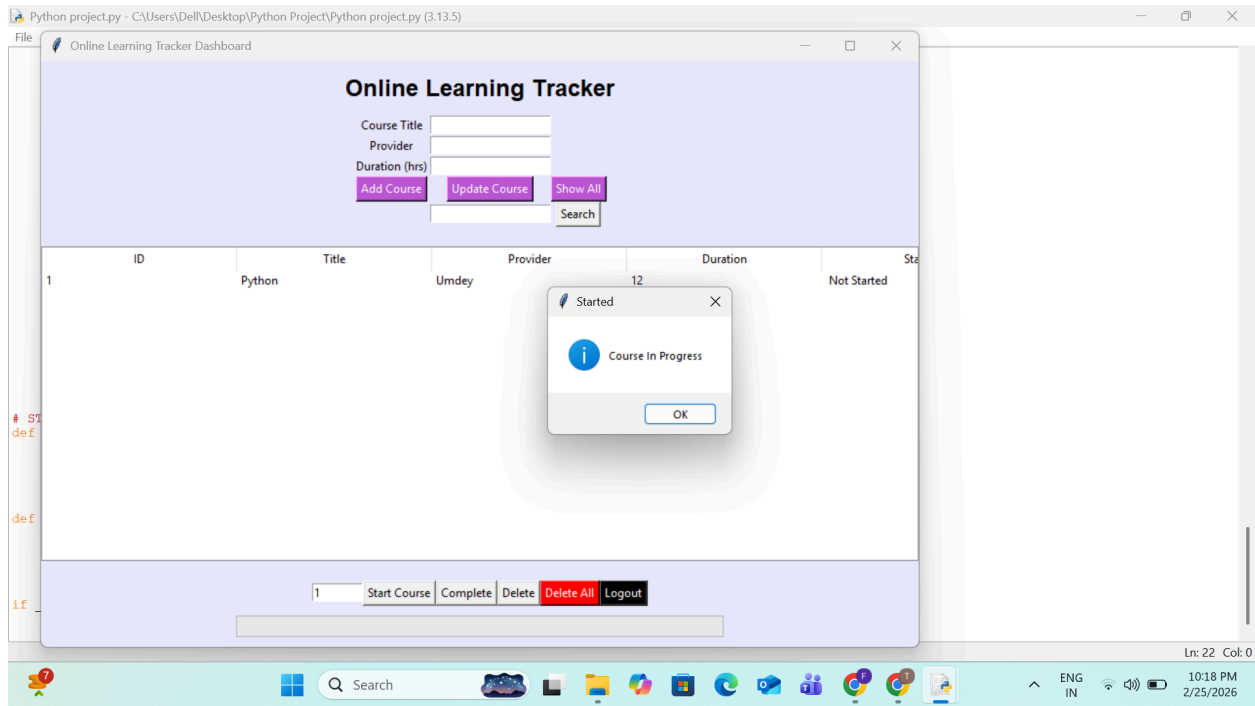 Python project.py - C:\Users\Dell\Desktop\Python Project\Python project.py (3.13.5)
File
Online Learning Tracker Dashboard
Online Learning Tracker
Course Title
Provider
Duration (hrs)
Add Course Update Course Show All
Search
ID Title Provider Duration Sta
1 Python Umdey 12 Not Started
Started
Course In Progress
OK
# ST
def
def
if _
1 Start Course Complete Delete Delete All Logout
Ln: 22 Col: 0
7 Search F T ENG 10:18 PM
IN 2/25/2026